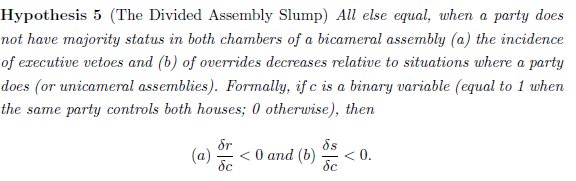 Hypothesis 5 (The Divided Assembly Slump) All else equal, when a party does
not have majority status in both chambers of a bicameral assembly (a) the incidence
of executive vetoes and (b) of overrides decreases relative to situations where a party
does (or unicameral assemblies). Formally, if c is a binary variable (equal to 1 when
the same party controls both houses; 0 otherwise), then
(a) δr/δc < 0 and (b) δs/δc < 0.